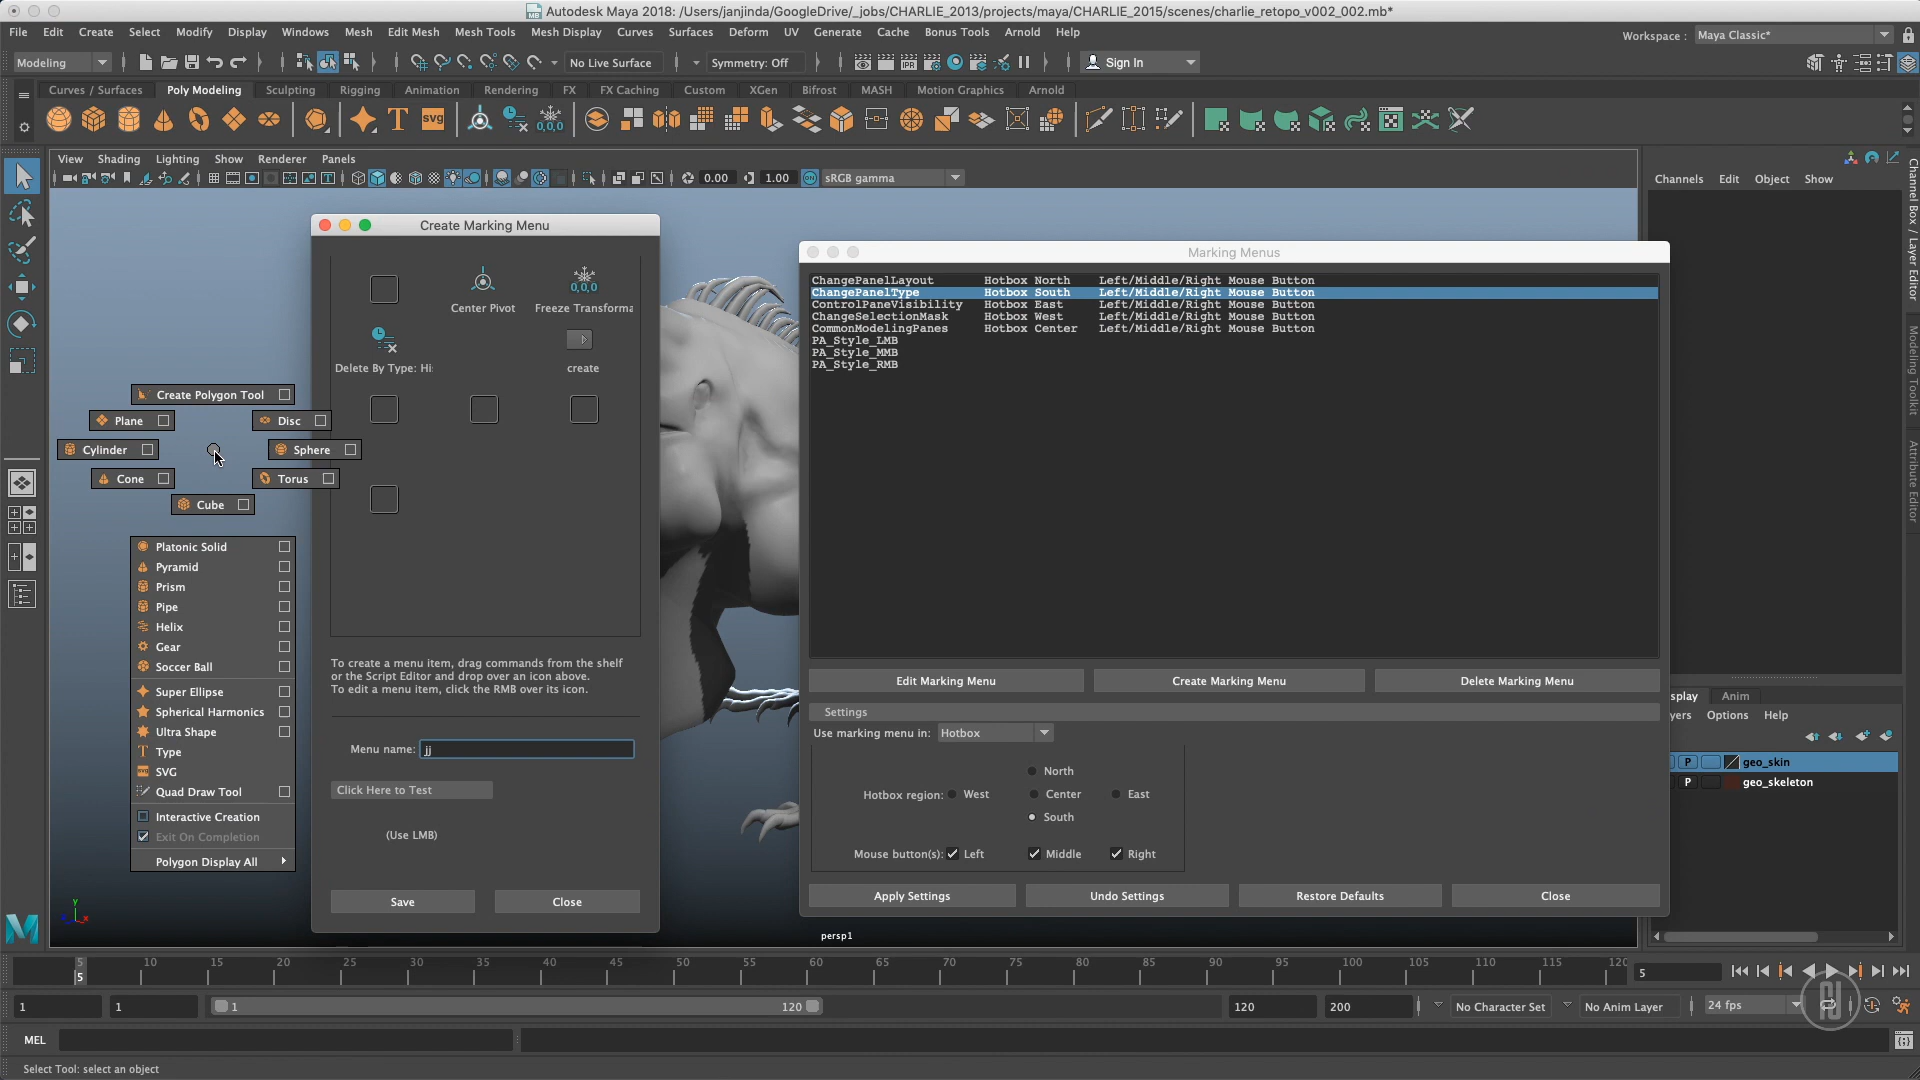 Autodesk Maya 2018: /Users/janjinda/GoogleDrive/_jobs/CHARLIE_2013/projects/maya/CHARLIE_2015/scenes/charlie_retopo_v002_002.mb*
File Edit Create Select Modify Display Windows Mesh Edit Mesh Mesh Tools Mesh Display Curves Surfaces Deform UV Generate Cache Bonus Tools Arnold Help
Workspace : Maya Classic*
Modeling
No Live Surface
Symmetry: Off
Sign In
Curves / Surfaces Poly Modeling Sculpting Rigging Animation Rendering FX FX Caching Custom XGen Bifrost MASH Motion Graphics Arnold
SVG
0,0,0
View Shading Lighting Show Renderer Panels
0.00 1.00 sRGB gamma
Channels Edit Object Show
Channel Box / Layer Editor
Modeling Toolkit
Attribute Editor
Create Marking Menu
0,0,0
Center Pivot
Freeze Transforma
Delete By Type: Hi
create
To create a menu item, drag commands from the shelf
or the Script Editor and drop over an icon above.
To edit a menu item, click the RMB over its icon.
Menu name: jj
Click Here to Test
(Use LMB)
Save Close
Create Polygon Tool
Plane
Disc
Cylinder
Sphere
Cone
Torus
Cube
Platonic Solid
Pyramid
Prism
Pipe
Helix
Gear
Soccer Ball
Super Ellipse
Spherical Harmonics
Ultra Shape
Type
SVG
Quad Draw Tool
Interactive Creation
Exit On Completion
Polygon Display All
Marking Menus
ChangePanelLayout Hotbox North Left/Middle/Right Mouse Button
ChangePanelType Hotbox South Left/Middle/Right Mouse Button
ControlPaneVisibility Hotbox East Left/Middle/Right Mouse Button
ChangeSelectionMask Hotbox West Left/Middle/Right Mouse Button
CommonModelingPanes Hotbox Center Left/Middle/Right Mouse Button
PA_Style_LMB
PA_Style_MMB
PA_Style_RMB
Edit Marking Menu Create Marking Menu Delete Marking Menu
Settings
Use marking menu in: Hotbox
North
Hotbox region: West Center East
South
Mouse button(s): Left Middle Right
Apply Settings Undo Settings Restore Defaults Close
persp1
splay Anim
yers Options Help
P geo_skin
P geo_skeleton
5 10 15 20 25 30 35 40 45 50 55 60 65 70 75 80 85 90 95 100 105 110 115 120
5
5
1 1 1 120 120 200 No Character Set No Anim Layer 24 fps
MEL
Select Tool: select an object